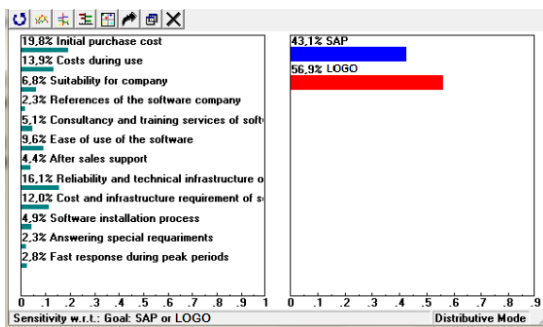 19,8% Initial purchase cost
13,9% Costs during use
6,8% Suitability for company
2,3% References of the software company
5,1% Consultancy and training services of soft
9,6% Ease of use of the software
4,4% After sales support
16,1% Reliability and technical infrastructure o
12,0% Cost and infrastructure requirement of s
4,9% Software installation process
2,3% Answering special requariments
2,8% Fast response during peak periods
0 .1 .2 .3 .4 .5 .6 .7 .8 .9 1
43,1% SAP
56,9% LOGO
0 .1 .2 .3 .4 .5 .6 .7 .8 .9
Sensitivity w.r.t.: Goal: SAP or LOGO
Distributive Mode